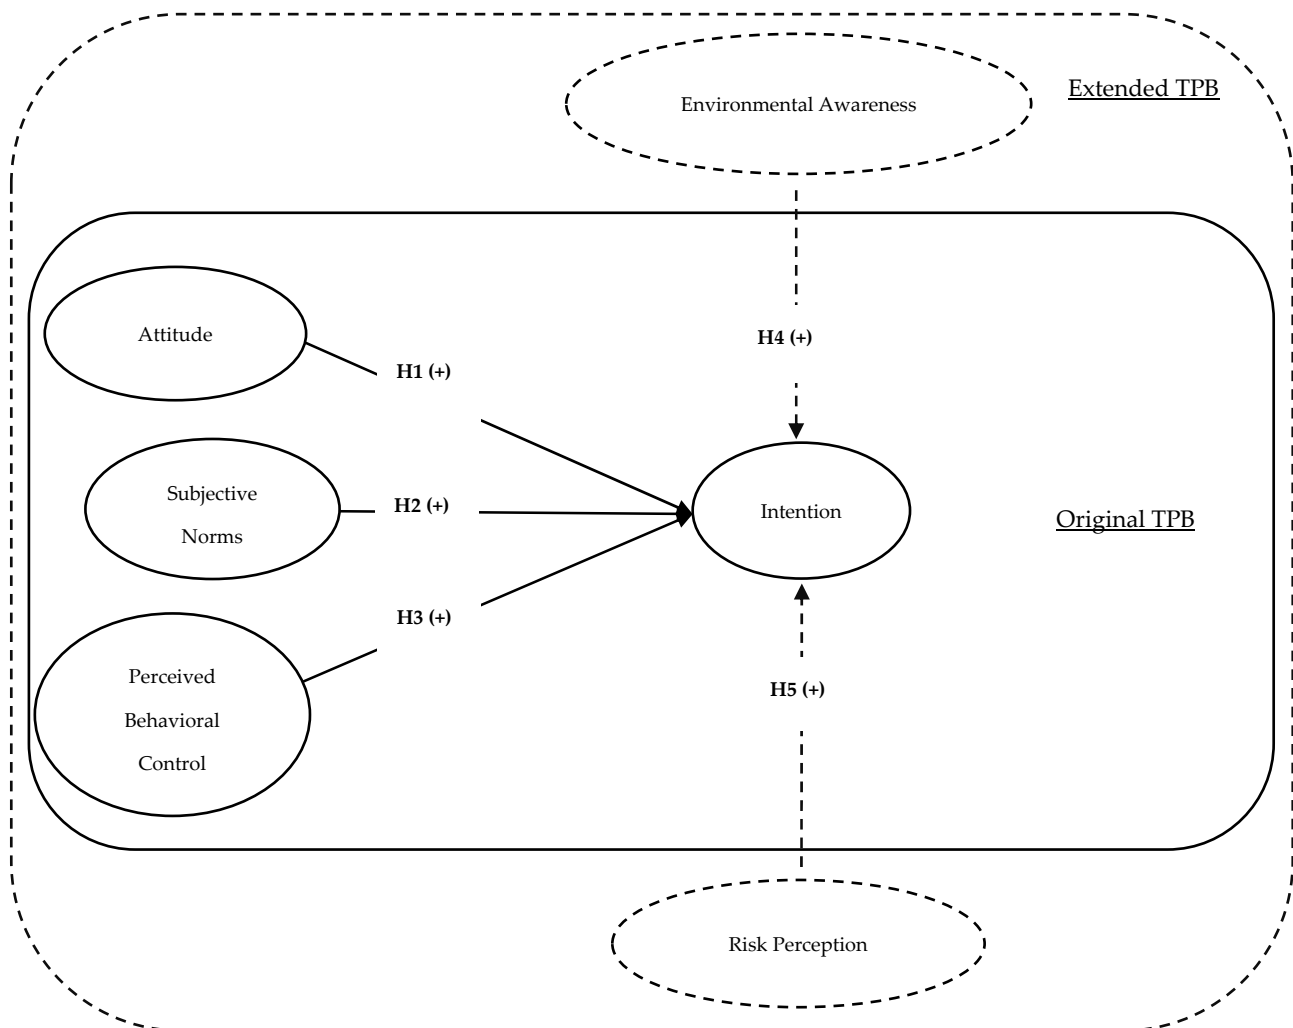 Environmental Awareness
Extended TPB
Attitude
H1 (+)
H4 (+)
Subjective
Norms
H2 (+)
Intention
Original TPB
H3 (+)
Perceived
Behavioral
Control
H5 (+)
Risk Perception